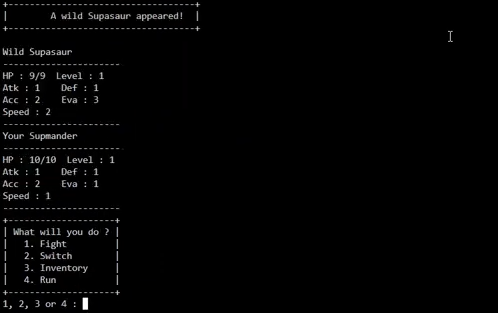 +--------------------------------+
|        A wild Supasaur appeared!  |
+--------------------------------+
Wild Supasaur
---------------------
HP : 9/9  Level : 1
Atk : 1    Def : 1
Acc : 2    Eva : 3
Speed : 2
---------------------
Your Supmander
---------------------
HP : 10/10  Level : 1
Atk : 1    Def : 1
Acc : 2    Eva : 1
Speed : 1
---------------------
+-------------------+
| What will you do ? |
|   1. Fight         |
|   2. Switch        |
|   3. Inventory     |
|   4. Run           |
+-------------------+
1, 2, 3 or 4 :